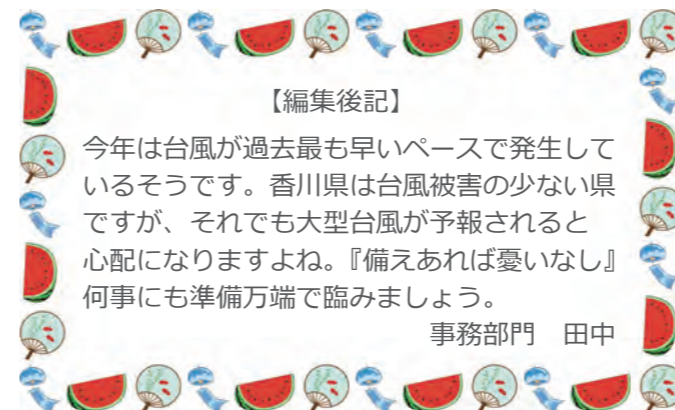 【編集後記】
今年は台風が過去最も早いペースで発生して
いるそうです。香川県は台風被害の少ない県
ですが、それでも大型台風が予報されると
心配になりますよね。『備えあれば憂いなし』
何事にも準備万端で臨みましょう。
事務部門　田中